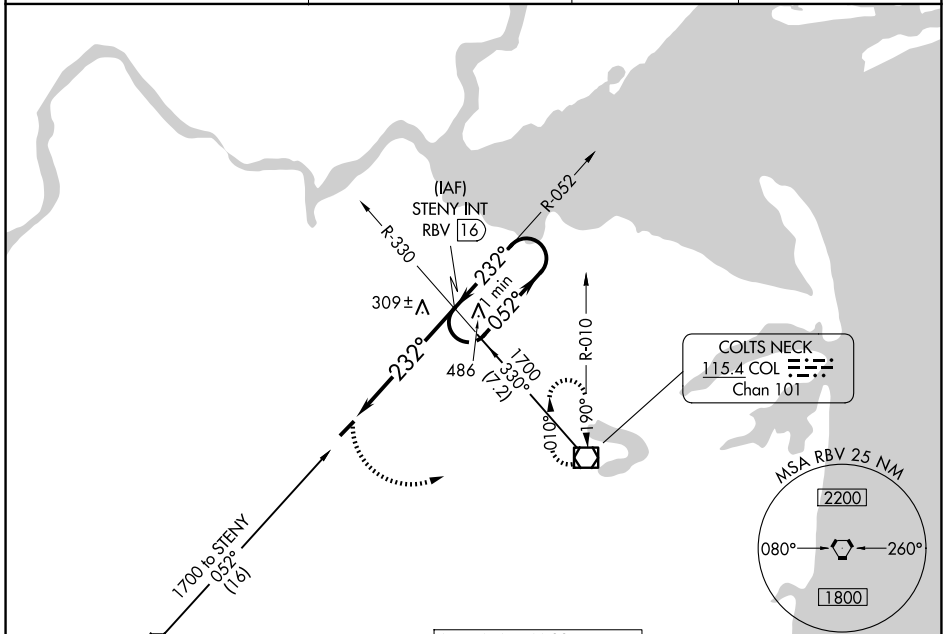 (IAF)
STENY INT
RBV 16
R-052
R-330
232°
1 min
052°
309±
486
232°
1700
330°
(7.2)
R-010
010°
190°
COLTS NECK
115.4 COL
Chan 101
1700 to STENY
052°
(16)
MSA RBV 25 NM
2200
080°
260°
1800